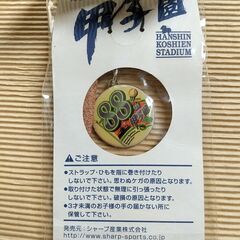 甲子園
HANSHIN
KOSHIEN
STADIUM
88
⚠ご注意
●ストラップ・ひもを指に巻き付けたり
しないで下さい。思わぬケガの原因となります。
●取り付けた状態で無理に引っ張ったり
しないで下さい。破損の原因となります。
●3才未満のお子様の手の届かない所に
保管して下さい。
発売元:シャープ産業株式会社
http://www.sharp-sports.co.jp